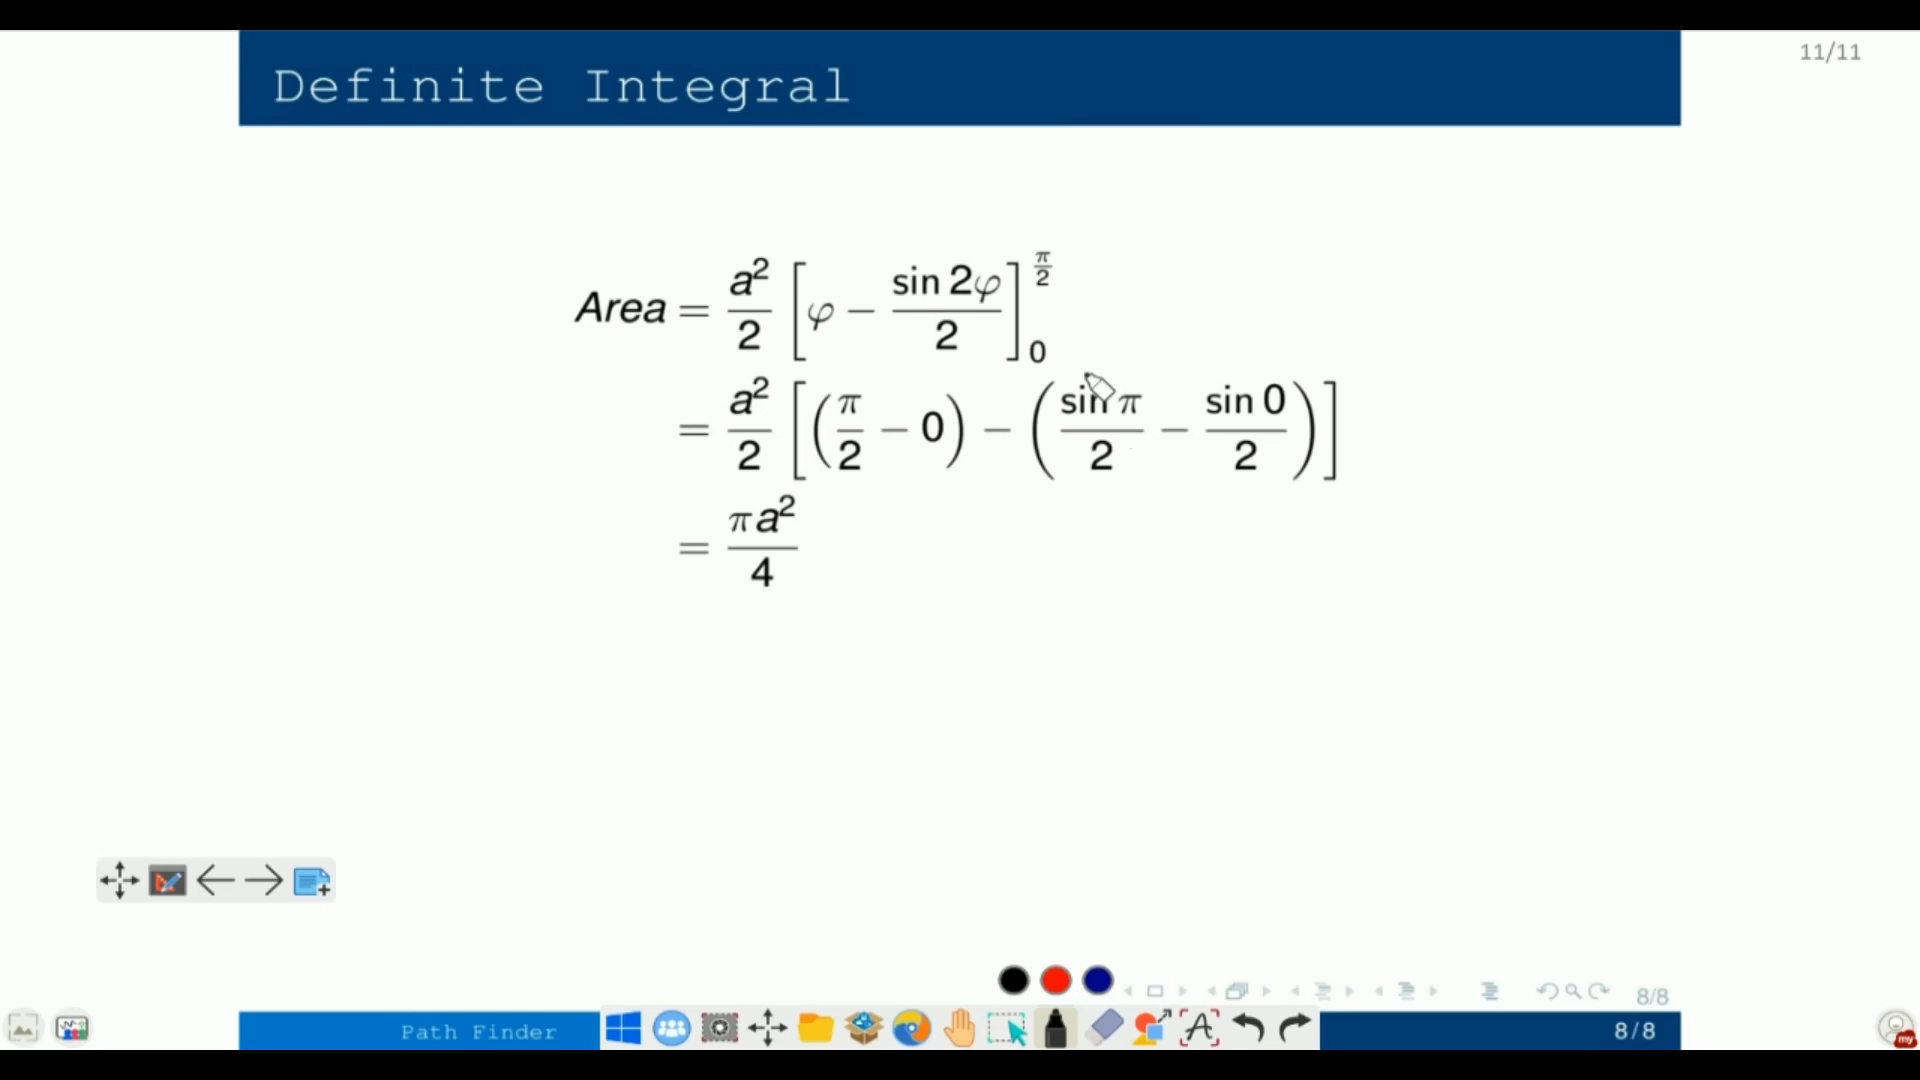 11/11
Definite Integral
Area = a²/2 [φ − sin 2φ/2]₀^(π/2)
= a²/2 [(π/2 − 0) − (sin π/2 − sin 0/2)]
= πa²/4
8/8
Path Finder
8/8
my